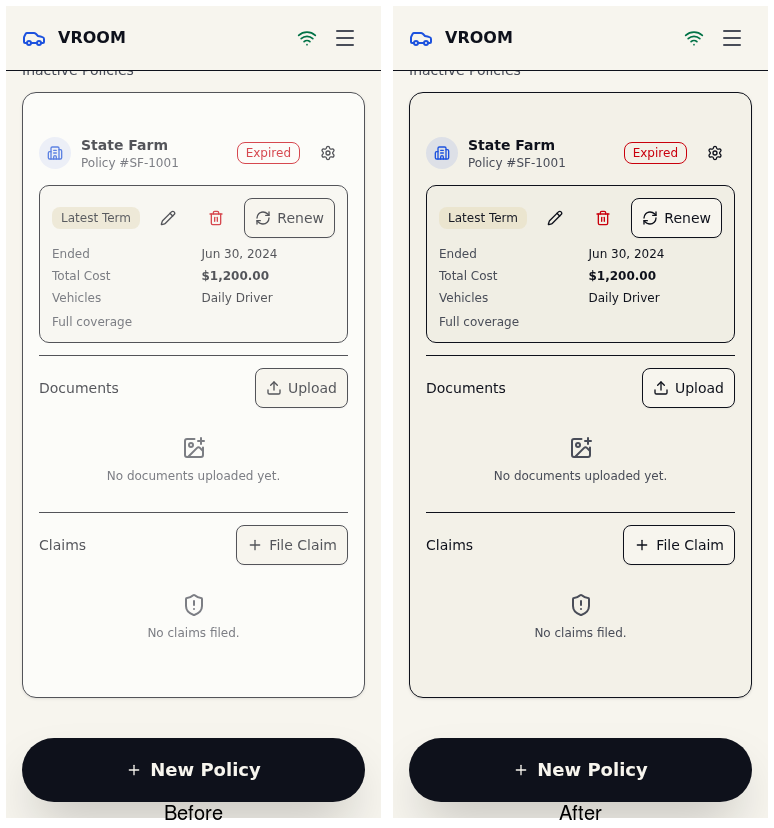 VROOM
Inactive Policies
State Farm
Policy #SF-1001
Expired
Latest Term
Renew
Ended Jun 30, 2024
Total Cost $1,200.00
Vehicles Daily Driver
Full coverage
Documents
Upload
No documents uploaded yet.
Claims
File Claim
No claims filed.
New Policy
Before
VROOM
Inactive Policies
State Farm
Policy #SF-1001
Expired
Latest Term
Renew
Ended Jun 30, 2024
Total Cost $1,200.00
Vehicles Daily Driver
Full coverage
Documents
Upload
No documents uploaded yet.
Claims
File Claim
No claims filed.
New Policy
After